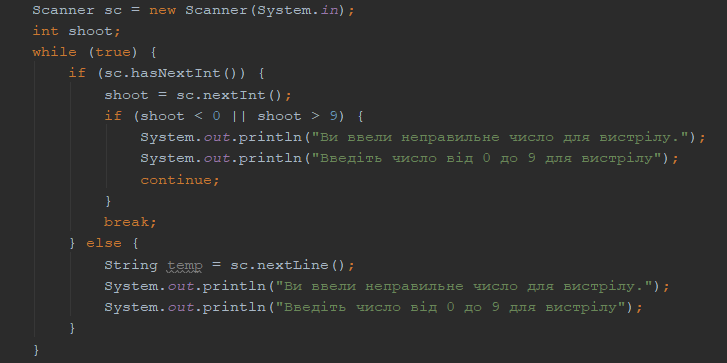 Scanner sc = new Scanner(System.in);
int shoot;
while (true) {
if (sc.hasNextInt()) {
shoot = sc.nextInt();
if (shoot < 0 || shoot > 9) {
System.out.println("Ви ввели неправильне число для вистрілу.");
System.out.println("Введіть число від 0 до 9 для вистрілу");
continue;
}
break;
} else {
String temp = sc.nextLine();
System.out.println("Ви ввели неправильне число для вистрілу.");
System.out.println("Введіть число від 0 до 9 для вистрілу");
}
}